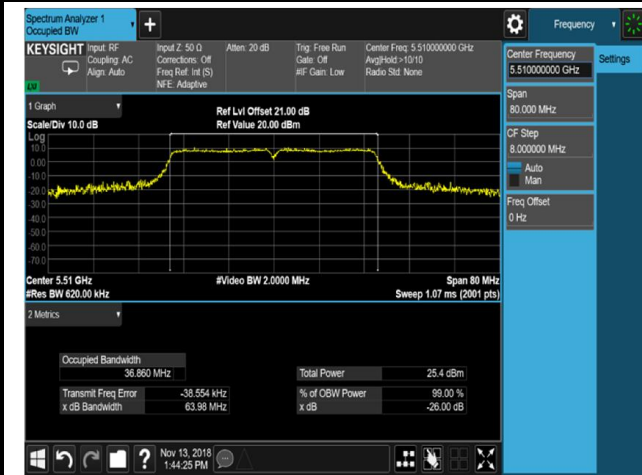 Spectrum Analyzer 1
Occupied BW
Frequency
KEYSIGHT
Input: RF
Coupling: AC
Align: Auto
Input Z: 50 Ω
Corrections: Off
Freq Ref: Int (S)
NFE: Adaptive
Atten: 20 dB
Trig: Free Run
Gate: Off
#IF Gain: Low
Center Freq: 5.510000000 GHz
Avg|Hold:>10/10
Radio Std: None
LXI
Center Frequency
5.510000000 GHz
Settings
Span
80.000 MHz
CF Step
8.000000 MHz
Auto
Man
Freq Offset
0 Hz
1 Graph
Scale/Div 10.0 dB
Ref Lvl Offset 21.00 dB
Ref Value 20.00 dBm
Log
10.0
0.00
-10.0
-20.0
-30.0
-40.0
-50.0
-60.0
-70.0
Center 5.51 GHz
#Video BW 2.0000 MHz
Span 80 MHz
#Res BW 620.00 kHz
Sweep 1.07 ms (2001 pts)
2 Metrics
Occupied Bandwidth
36.860 MHz
Total Power 25.4 dBm
Transmit Freq Error -38.554 kHz
% of OBW Power 99.00 %
x dB Bandwidth 63.98 MHz
x dB -26.00 dB
Nov 13, 2018
1:44:25 PM